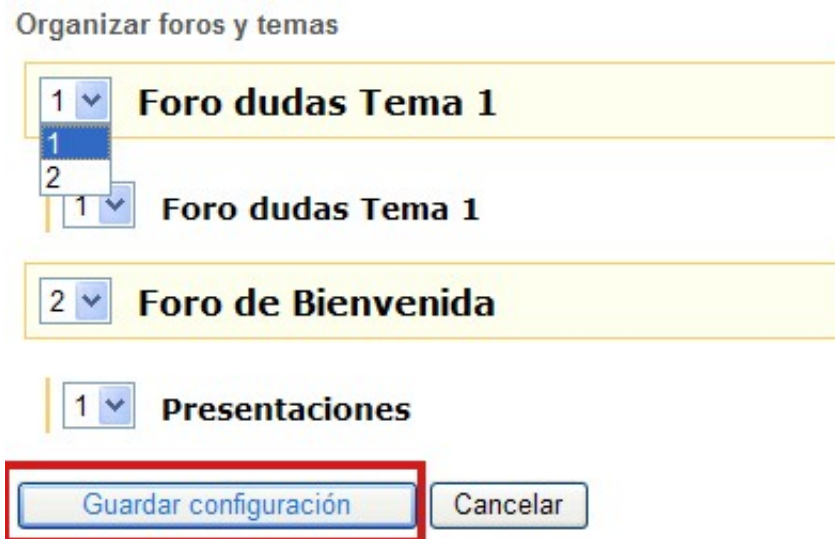 Organizar foros y temas
1 Foro dudas Tema 1
1
2
1 Foro dudas Tema 1
2 Foro de Bienvenida
1 Presentaciones
Guardar configuración Cancelar